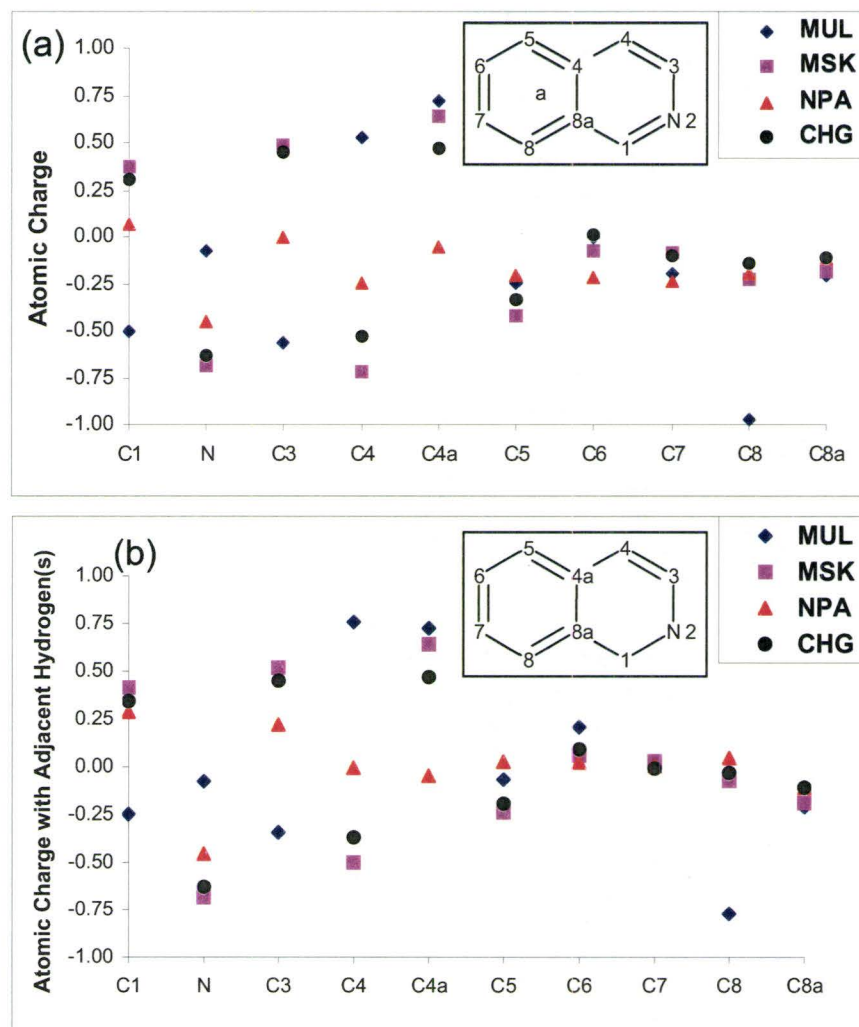 (a)
Atomic Charge
1.00
0.75
0.50
0.25
0.00
-0.25
-0.50
-0.75
-1.00
C1 N C3 C4 C4a C5 C6 C7 C8 C8a
5 4
6 4 3
a
7 8a N 2
8 1
MUL
MSK
NPA
CHG
(b)
Atomic Charge with Adjacent Hydrogen(s)
1.00
0.75
0.50
0.25
0.00
-0.25
-0.50
-0.75
-1.00
C1 N C3 C4 C4a C5 C6 C7 C8 C8a
5 4
6 4a 3
7 8a N 2
8 1
MUL
MSK
NPA
CHG